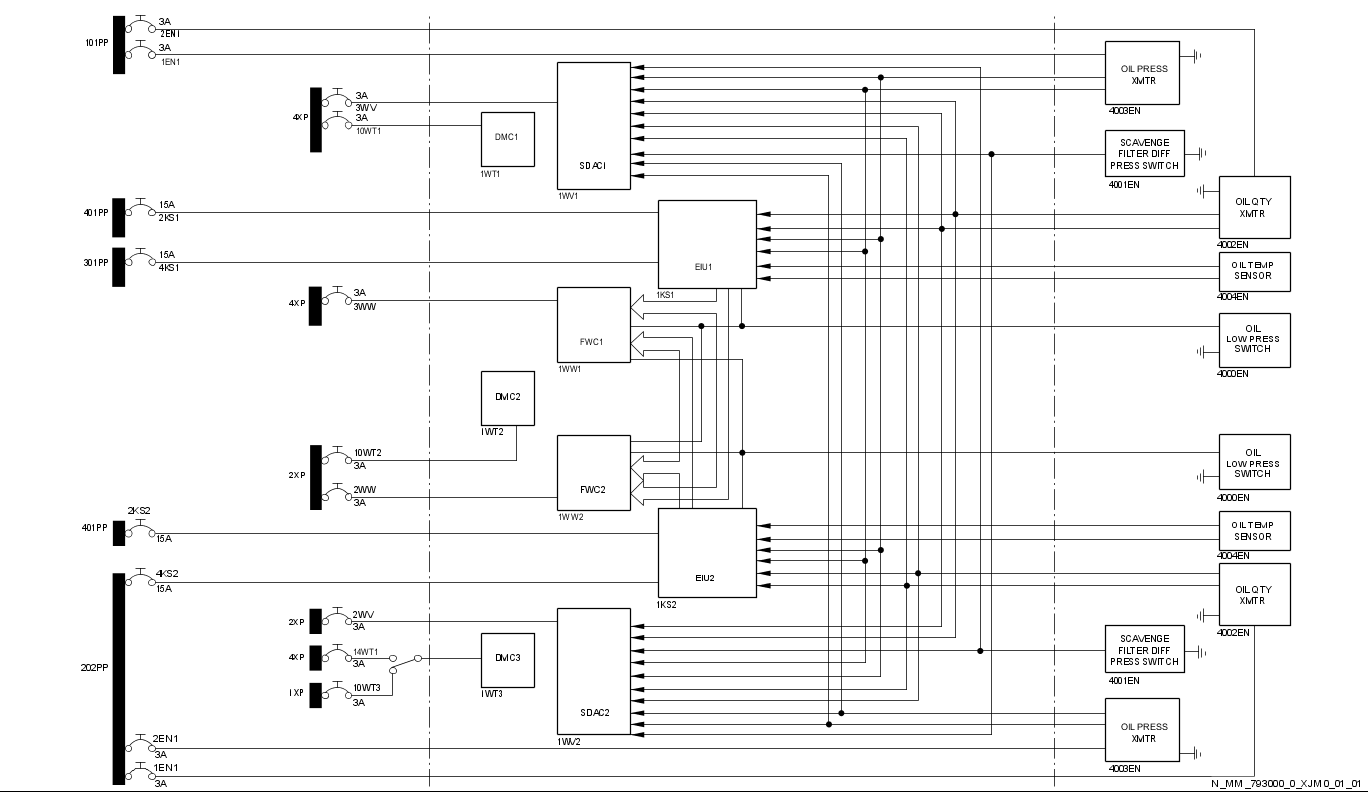 101PP
3A
2EN1
3A
1EN1
4XP
3A
3WV
3A
10WT1
DMC1
1WT1
SDAC1
1WV1
OIL PRESS
XMTR
4003EN
SCAVENGE
FILTER DIFF
PRESS SWITCH
4001EN
401PP
15A
2KS1
OIL QTY
XMTR
4002EN
301PP
15A
4KS1
EIU1
1KS1
OIL TEMP
SENSOR
4004EN
4XP
3A
3WW
FWC1
1WW1
OIL
LOW PRESS
SWITCH
4000EN
DMC2
1WT2
2XP
10WT2
3A
2WW
3A
FWC2
1WW2
OIL
LOW PRESS
SWITCH
4000EN
401PP
2KS2
15A
OIL TEMP
SENSOR
4004EN
4KS2
15A
EIU2
1KS2
OIL QTY
XMTR
4002EN
202PP
2XP
2WV
3A
4XP
14WT1
3A
1XP
10WT3
3A
DMC3
1WT3
SDAC2
1WV2
SCAVENGE
FILTER DIFF
PRESS SWITCH
4001EN
OIL PRESS
XMTR
4003EN
2EN1
3A
1EN1
3A
N_MM_793000_0_XJM0_01_01